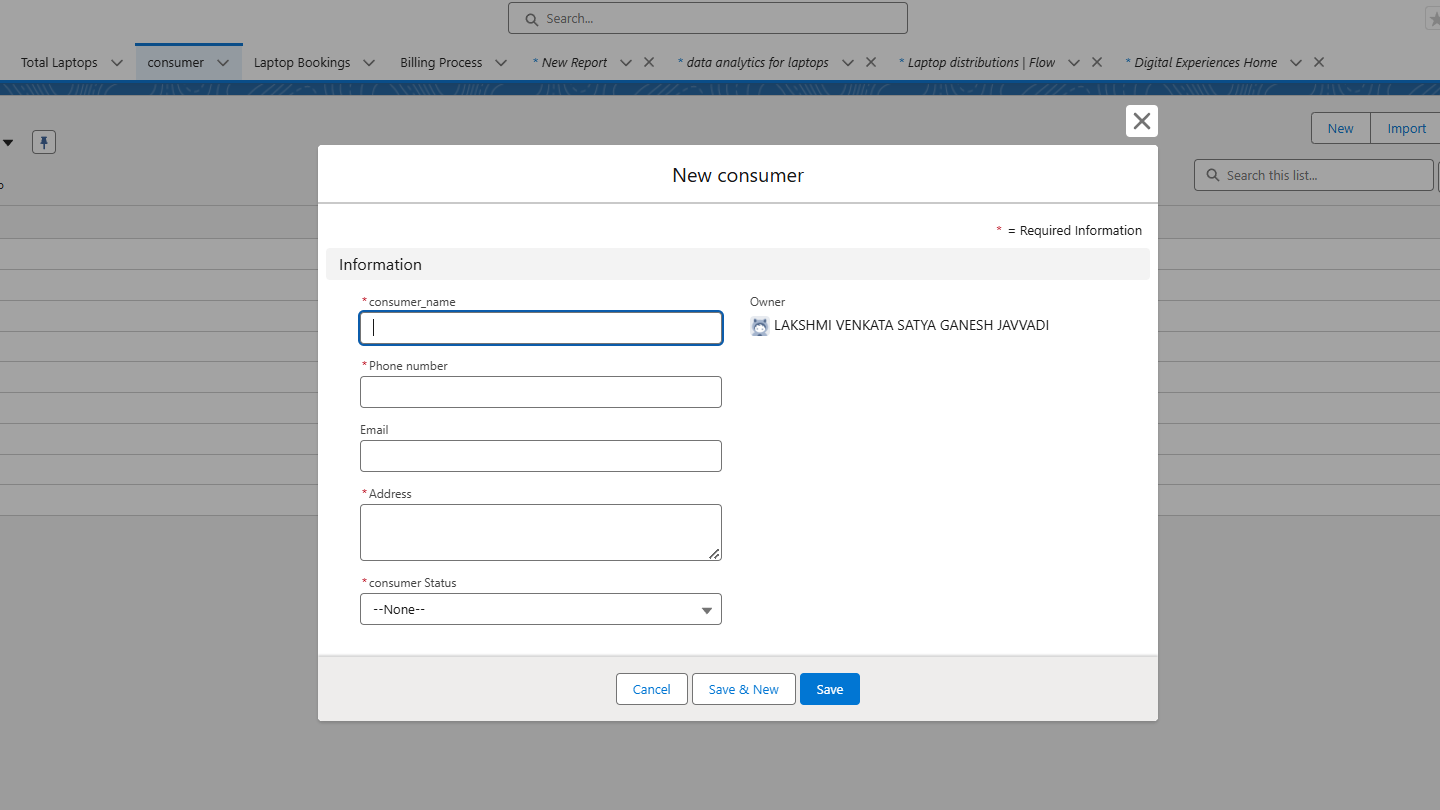 Search...
Total Laptops consumer Laptop Bookings Billing Process * New Report * data analytics for laptops * Laptop distributions | Flow * Digital Experiences Home
New Import
Search this list...
New consumer
* = Required Information
Information
*consumer_name
Owner
LAKSHMI VENKATA SATYA GANESH JAVVADI
*Phone number
Email
*Address
*consumer Status
--None--
Cancel Save & New Save